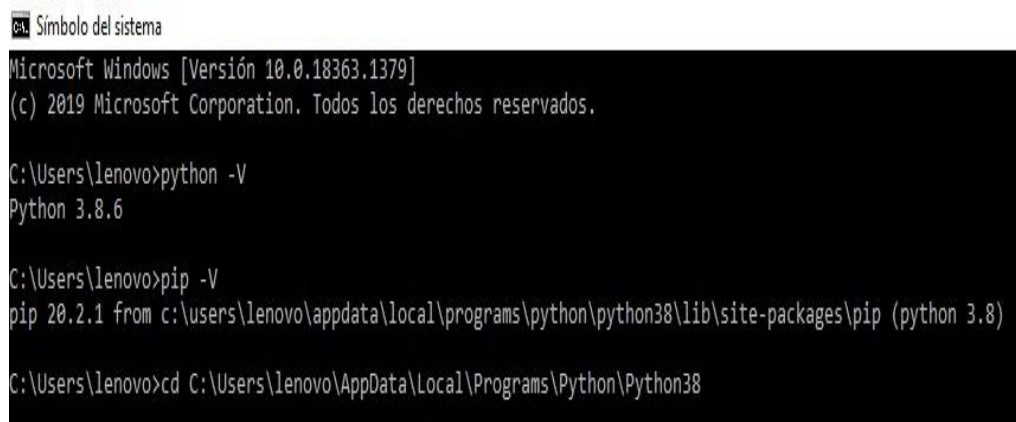 Símbolo del sistema
Microsoft Windows [Versión 10.0.18363.1379]
(c) 2019 Microsoft Corporation. Todos los derechos reservados.
C:\Users\lenovo>python -V
Python 3.8.6
C:\Users\lenovo>pip -V
pip 20.2.1 from c:\users\lenovo\appdata\local\programs\python\python38\lib\site-packages\pip (python 3.8)
C:\Users\lenovo>cd C:\Users\lenovo\AppData\Local\Programs\Python\Python38